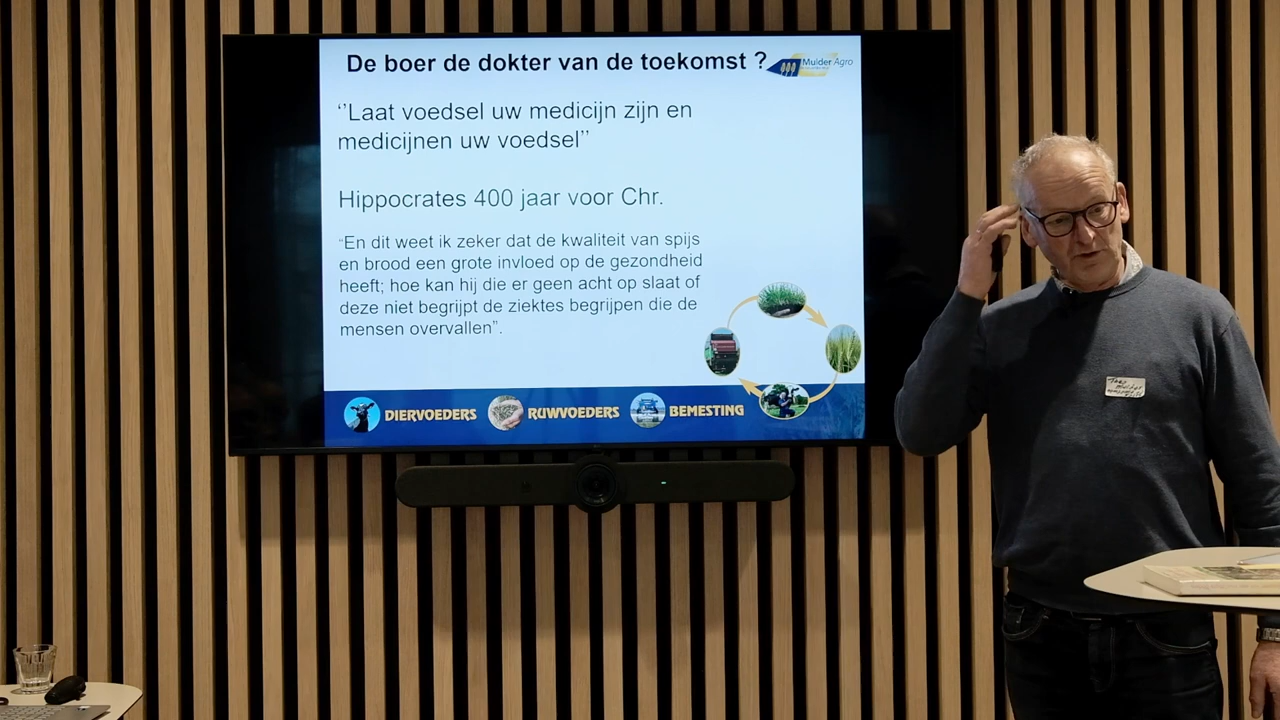 De boer de dokter van de toekomst ?
Mulder Agro
‘’Laat voedsel uw medicijn zijn en
medicijnen uw voedsel’’
Hippocrates 400 jaar voor Chr.
“En dit weet ik zeker dat de kwaliteit van spijs
en brood een grote invloed op de gezondheid
heeft; hoe kan hij die er geen acht op slaat of
deze niet begrijpt de ziektes begrijpen die de
mensen overvallen”.
DIERVOEDERS RUWVOEDERS BEMESTING